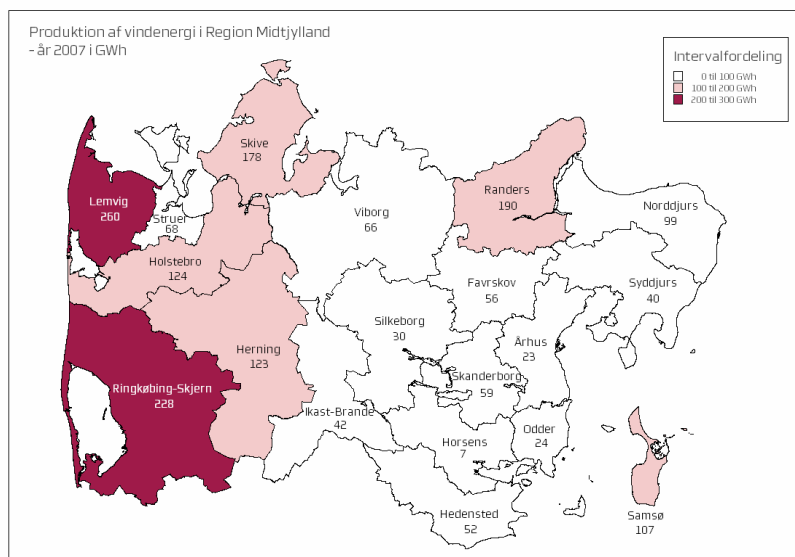 Produktion af vindenergi i Region Midtjylland
- år 2007 i GWh
Intervalfordeling
0 til 100 GWh
100 til 200 GWh
200 til 300 GWh
Skive
178
Lemvig
260
Struer
68
Viborg
66
Randers
190
Norddjurs
99
Holstebro
124
Favrskov
56
Syddjurs
40
Silkeborg
30
Herning
123
Århus
23
Skanderborg
59
Ringkøbing-Skjern
228
Ikast-Brande
42
Horsens
7
Odder
24
Samsø
107
Hedensted
52